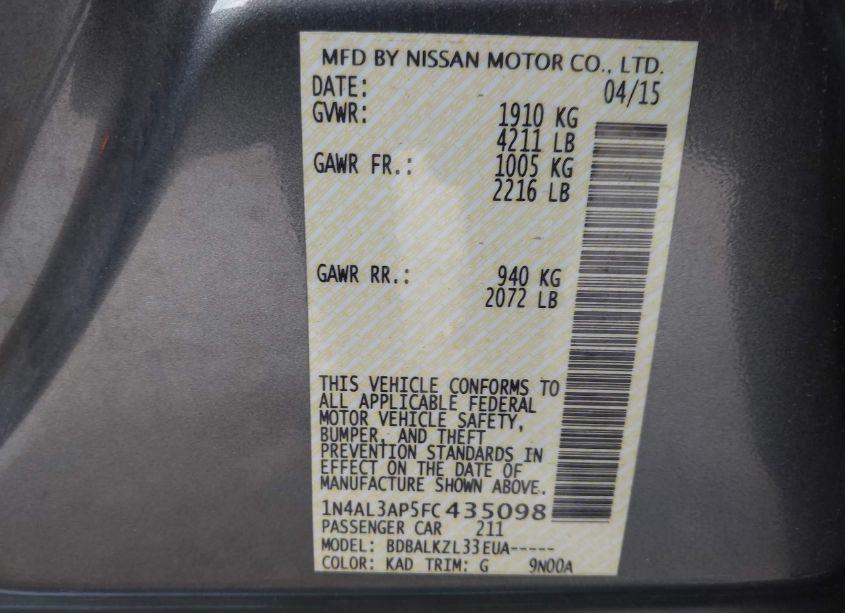 MFD BY NISSAN MOTOR CO., LTD.
DATE: 04/15
GVWR: 1910 KG
4211 LB
GAWR FR.: 1005 KG
2216 LB
GAWR RR.: 940 KG
2072 LB
THIS VEHICLE CONFORMS TO
ALL APPLICABLE FEDERAL
MOTOR VEHICLE SAFETY,
BUMPER, AND THEFT
PREVENTION STANDARDS IN
EFFECT ON THE DATE OF
MANUFACTURE SHOWN ABOVE.
1N4AL3AP5FC435098
PASSENGER CAR 211
MODEL: BDBALKZL33EUA-----
COLOR: KAD TRIM: G 9N00A